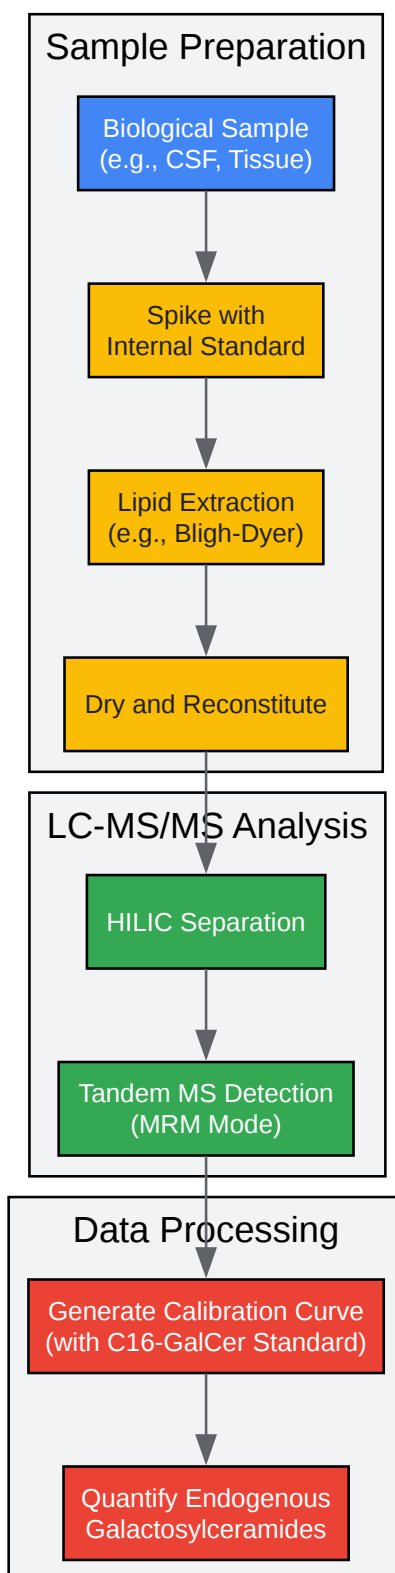 Sample Preparation
Biological Sample
(e.g., CSF, Tissue)
Spike with
Internal Standard
Lipid Extraction
(e.g., Bligh-Dyer)
Dry and Reconstitute
LC-MS/MS Analysis
HILIC Separation
Tandem MS Detection
(MRM Mode)
Data Processing
Generate Calibration Curve
(with C16-GalCer Standard)
Quantify Endogenous
Galactosylceramides